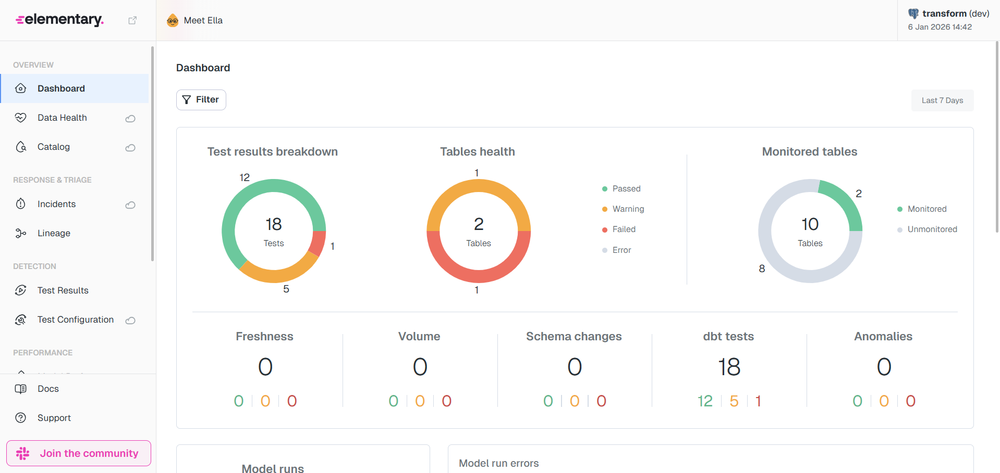 elementary.
Meet Ella
transform (dev)
6 Jan 2026 14:42
OVERVIEW
Dashboard
Data Health
Catalog
RESPONSE & TRIAGE
Incidents
Lineage
DETECTION
Test Results
Test Configuration
PERFORMANCE
Docs
Support
Join the community
Dashboard
Filter
Last 7 Days
Test results breakdown
12
18
Tests
1
5
Tables health
1
2
Tables
1
Passed
Warning
Failed
Error
Monitored tables
2
10
Tables
8
Monitored
Unmonitored
Freshness
0
0 0 0
Volume
0
0 0 0
Schema changes
0
0 0 0
dbt tests
18
12 5 1
Anomalies
0
0 0 0
Model runs
Model run errors